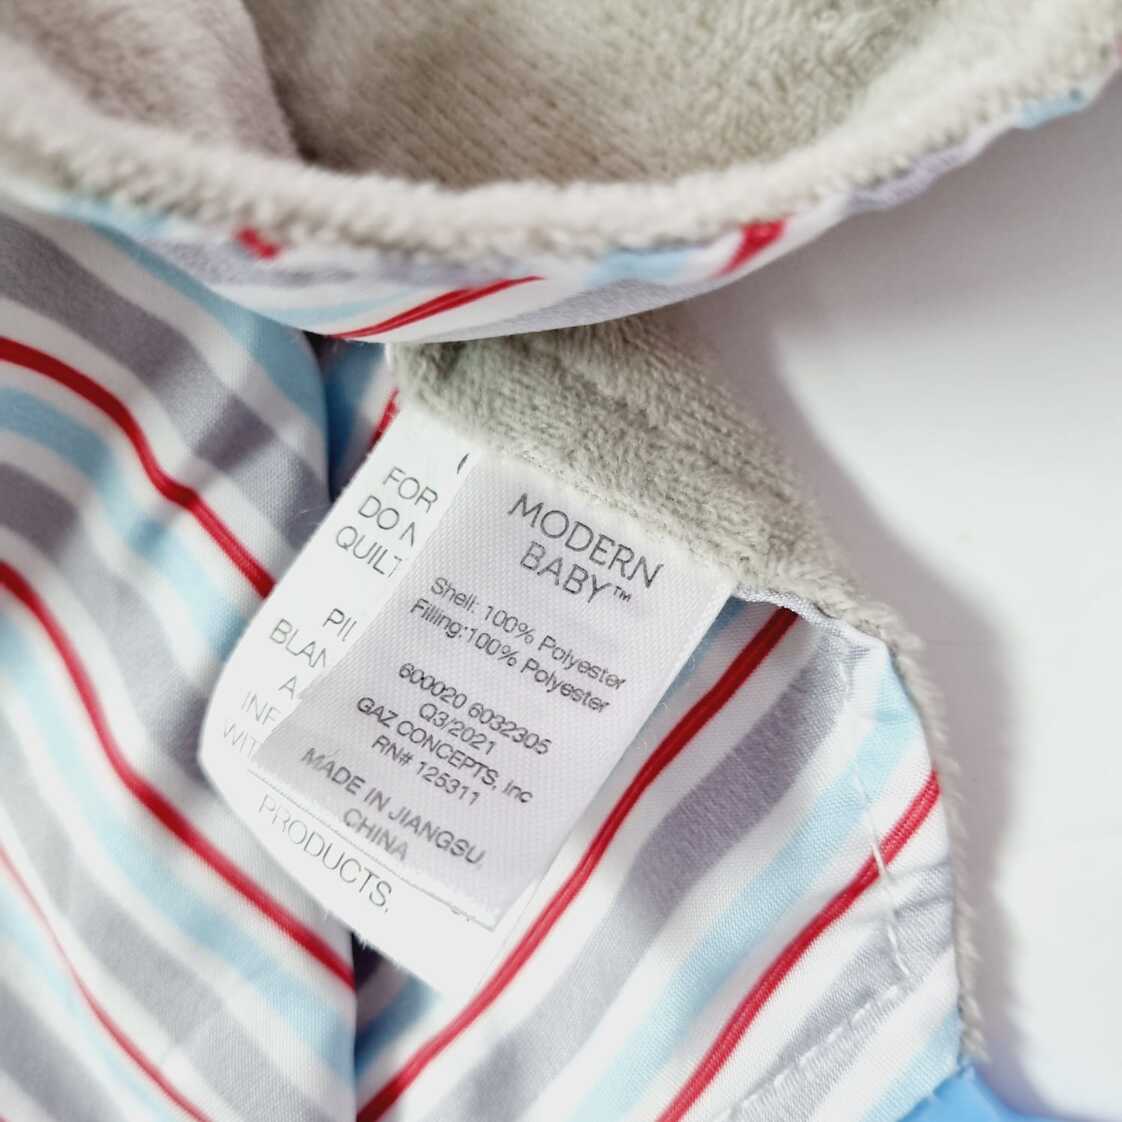 MODERN
BABY™
Shell: 100% Polyester
Filling:100% Polyester
600020 6032305
Q3/2021
GAZ CONCEPTS, Inc
RN# 125311
MADE IN JIANGSU,
CHINA
FOR
DO
QUILT
PRODUCTS.